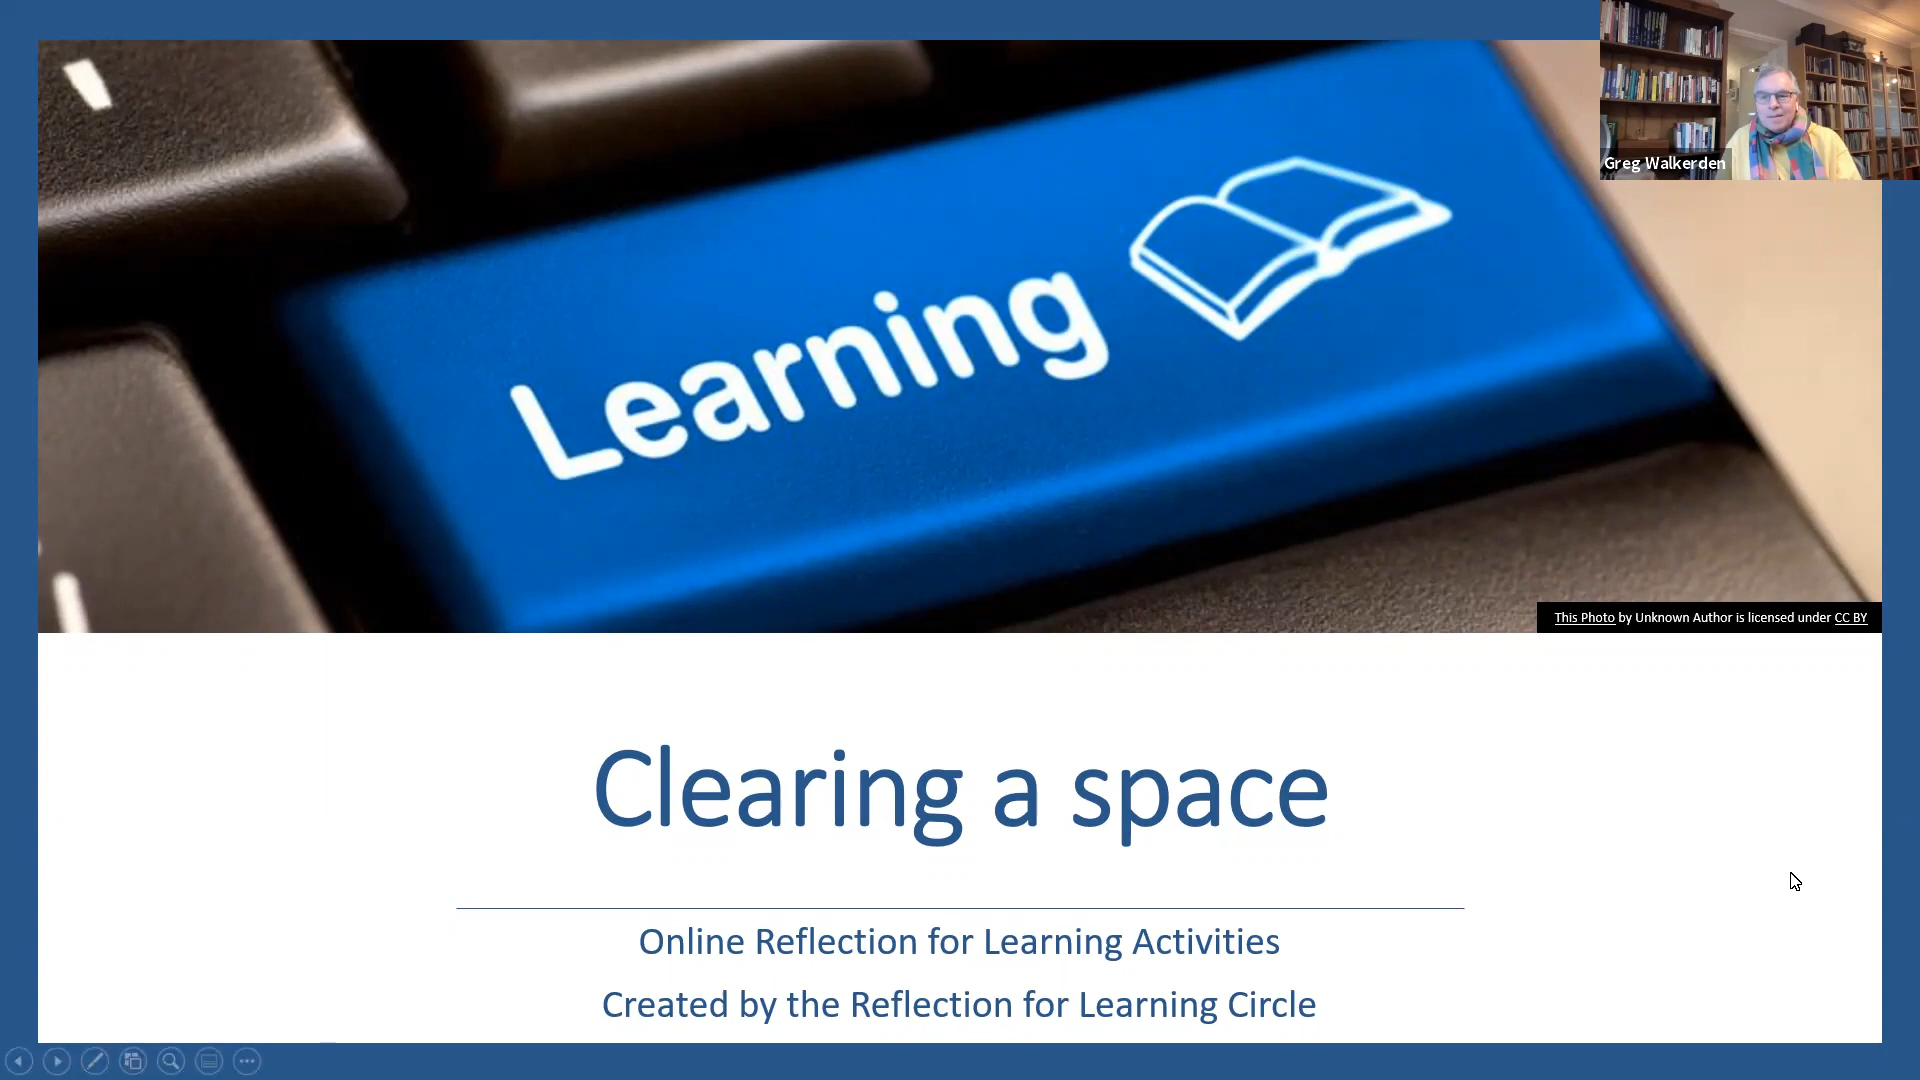 Greg Walkerden
Learning
This Photo by Unknown Author is licensed under CC BY
Clearing a space
Online Reflection for Learning Activities
Created by the Reflection for Learning Circle